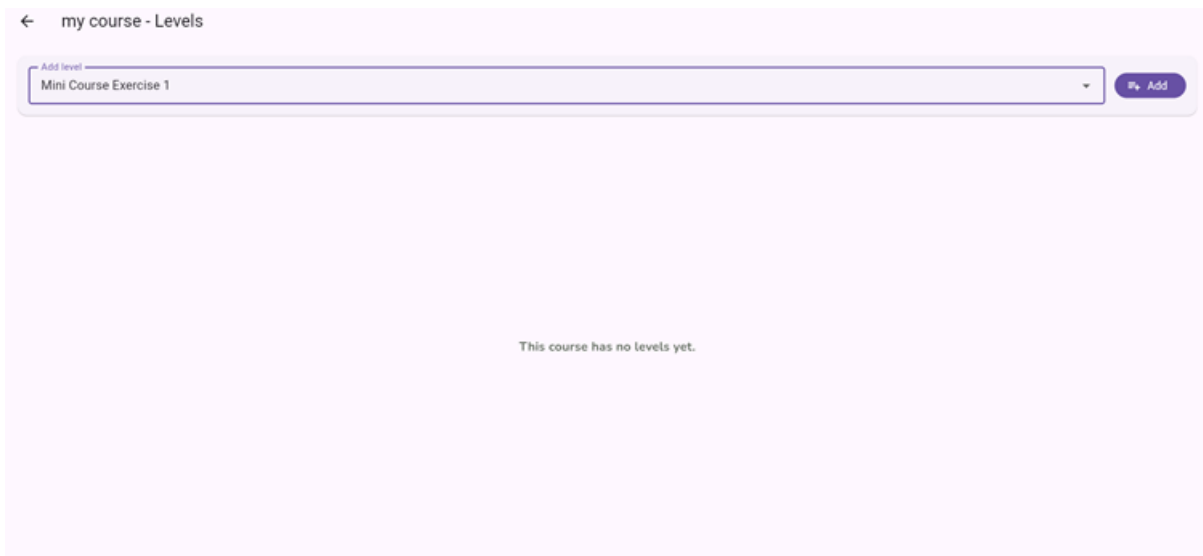 my course - Levels
Add level
Mini Course Exercise 1
Add
This course has no levels yet.